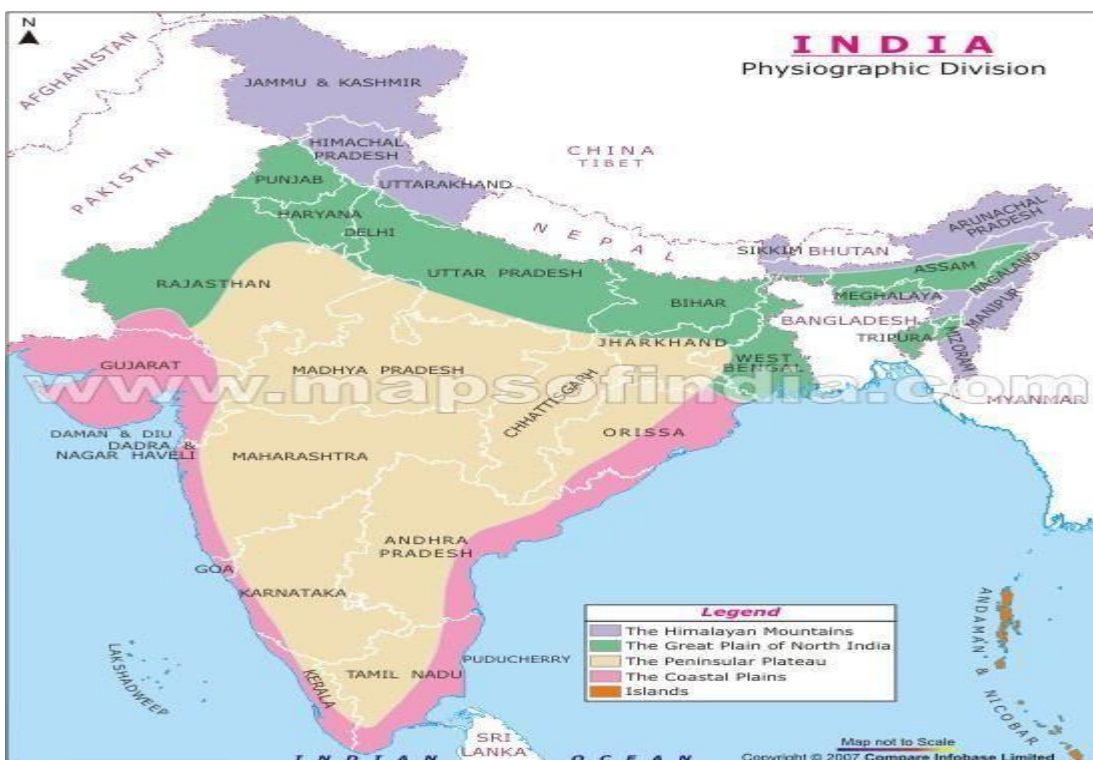 N
INDIA
Physiographic Division
AFGHANISTAN
PAKISTAN
JAMMU & KASHMIR
HIMACHAL
PRADESH
PUNJAB
UTTARAKHAND
CHINA
TIBET
HARYANA
DELHI
NEPAL
SIKKIM
BHUTAN
ARUNACHAL
PRADESH
RAJASTHAN
UTTAR PRADESH
BIHAR
ASSAM
NAGALAND
MEGHALAYA
MANIPUR
BANGLADESH
TRIPURA
MIZORAM
JHARKHAND
WEST
BENGAL
GUJARAT
MADHYA PRADESH
CHHATTISGARH
www.mapsofindia.com
MYANMAR
ORISSA
DAMAN & DIU
DADRA &
NAGAR HAVELI
MAHARASHTRA
ANDHRA
PRADESH
GOA
KARNATAKA
LAKSHADWEEP
KERALA
TAMIL NADU
PUDUCHERRY
SRI
LANKA
ANDAMAN & NICOBAR
Legend
The Himalayan Mountains
The Great Plain of North India
The Peninsular Plateau
The Coastal Plains
Islands
INDIAN OCEAN
Map not to Scale
Copyright © 2007 Compare Infobase Limited